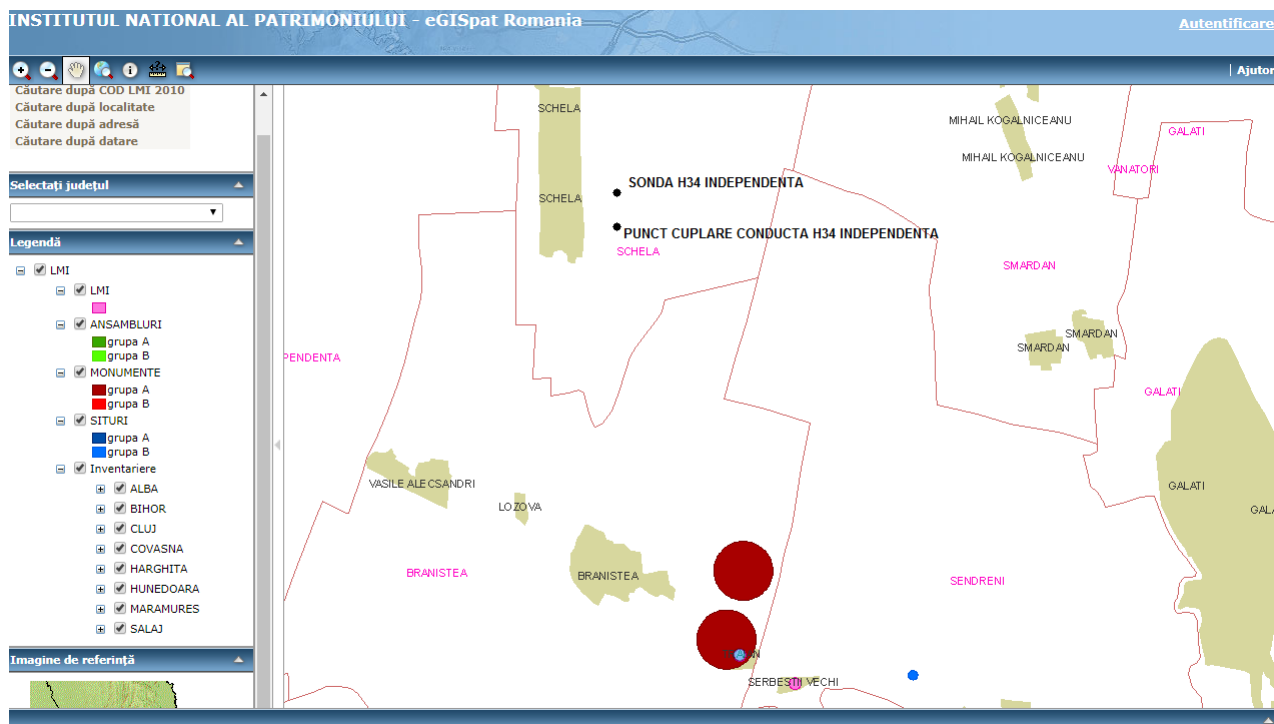 INSTITUTUL NATIONAL AL PATRIMONIULUI - eGISpat Romania
Autentificare
| Ajutor
Căutare după COD LMI 2010
Căutare după localitate
Căutare după adresă
Căutare după datare
Selectați județul
Legendă
LMI
LMI
ANSAMBLURI
grupa A
grupa B
MONUMENTE
grupa A
grupa B
SITURI
grupa A
grupa B
Inventariere
ALBA
BIHOR
CLUJ
COVASNA
HARGHITA
HUNEDOARA
MARAMURES
SALAJ
Imagine de referință
SCHELA
MIHAIL KOGALNICEANU
GALATI
MIHAIL KOGALNICEANU
VANATORI
SONDA H34 INDEPENDENTA
SCHELA
PUNCT CUPLARE CONDUCTA H34 INDEPENDENTA
SCHELA
SMARDAN
SMARDAN
SMARDAN
PENDENTA
GALATI
VASILE ALECSANDRI
GALATI
LOZOVA
GALA
BRANISTEA
BRANISTEA
SENDRENI
SERBESTII VECHI